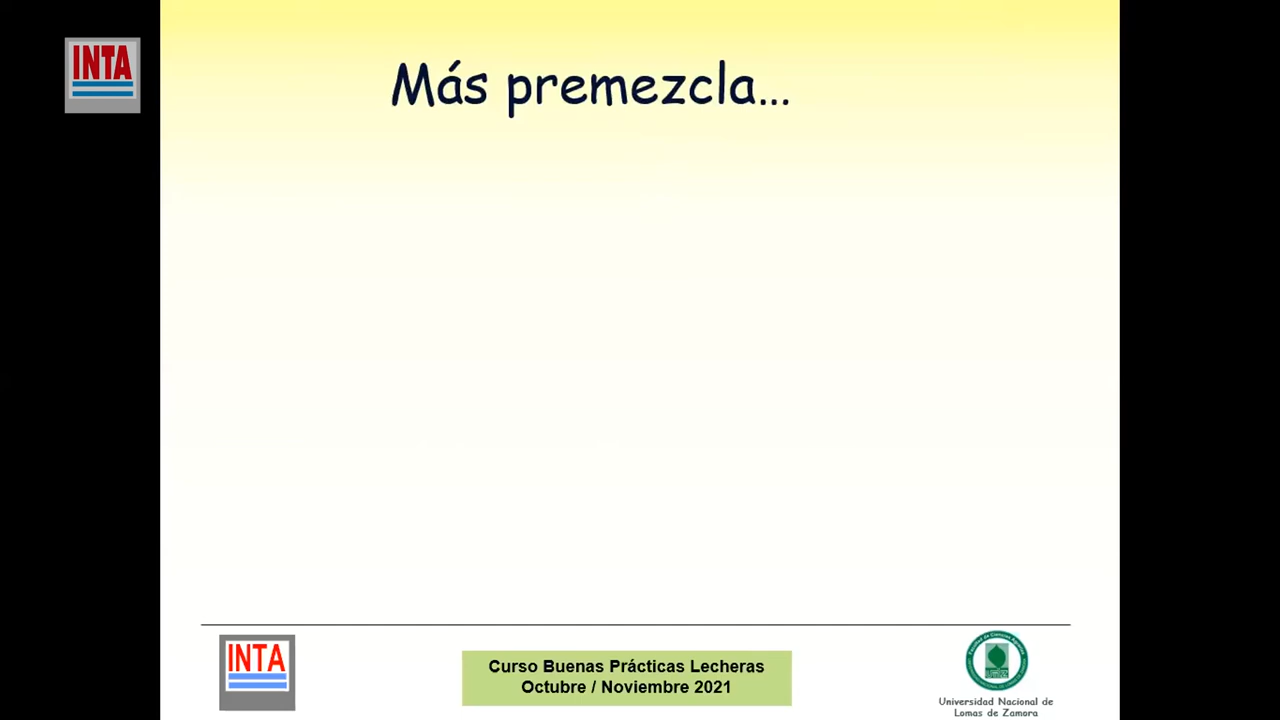 INTA
Más premezcla...
INTA
Curso Buenas Prácticas Lecheras
Octubre / Noviembre 2021
Universidad Nacional de
Lomas de Zamora